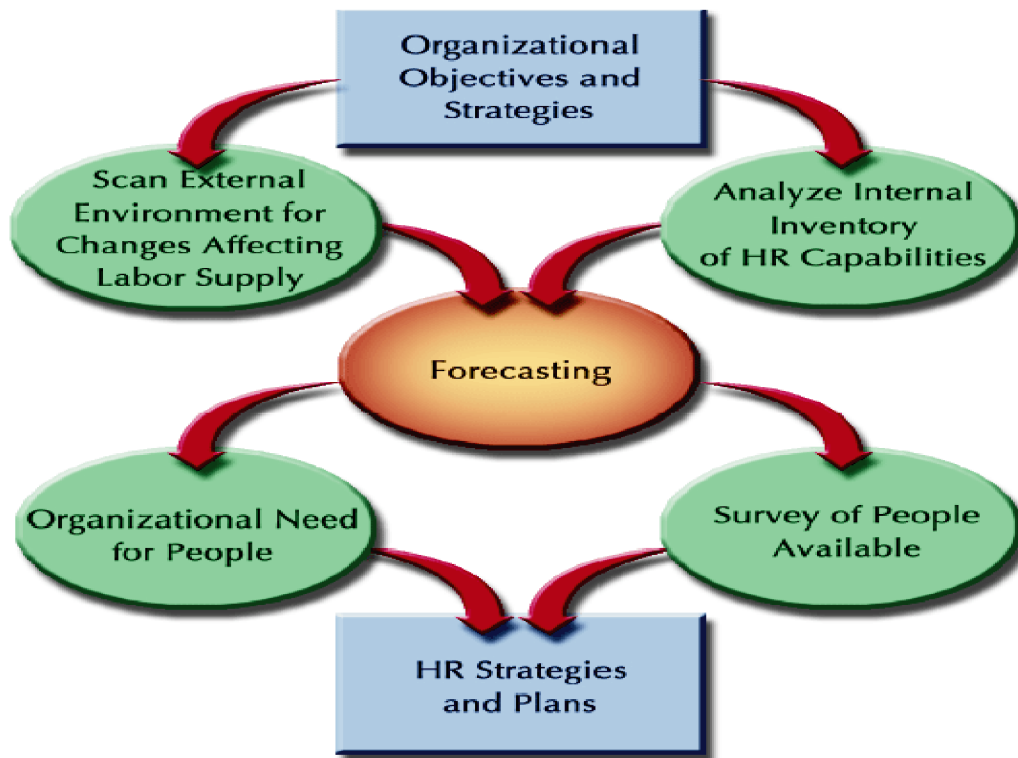 Organizational
Objectives and
Strategies
Scan External
Environment for
Changes Affecting
Labor Supply
Analyze Internal
Inventory
of HR Capabilities
Forecasting
Organizational Need
for People
Survey of People
Available
HR Strategies
and Plans